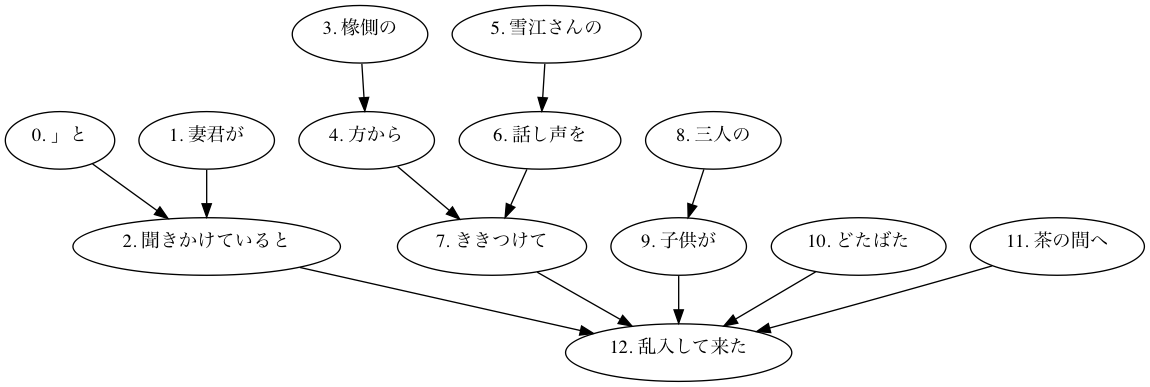 3. 椽側の
5. 雪江さんの
0. 」と
1. 妻君が
4. 方から
6. 話し声を
8. 三人の
2. 聞きかけていると
7. ききつけて
9. 子供が
10. どたばた
11. 茶の間へ
12. 乱入して来た